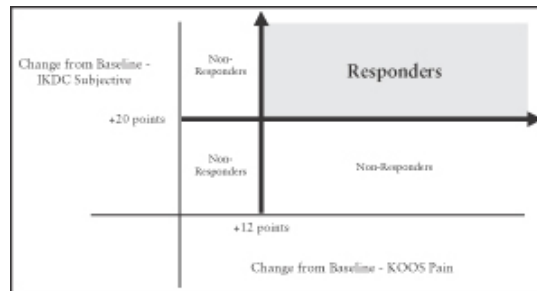 Change from Baseline -
IKDC Subjective
Non-
Responders
Responders
+20 points
Non-
Responders
Non-Responders
+12 points
Change from Baseline - KOOS Pain